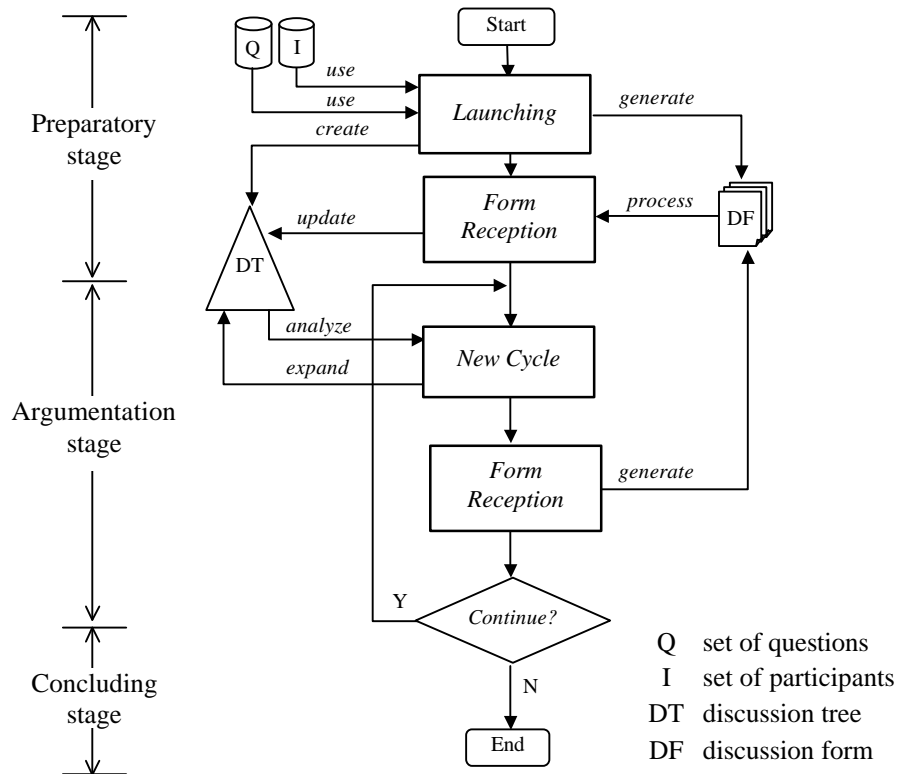 Start
Q
I
use
use
create
Launching
generate
Preparatory
stage
Form
Reception
update
process
DF
DT
analyze
expand
New Cycle
Argumentation
stage
Form
Reception
generate
Y
Continue?
N
End
Concluding
stage
Q set of questions
I set of participants
DT discussion tree
DF discussion form